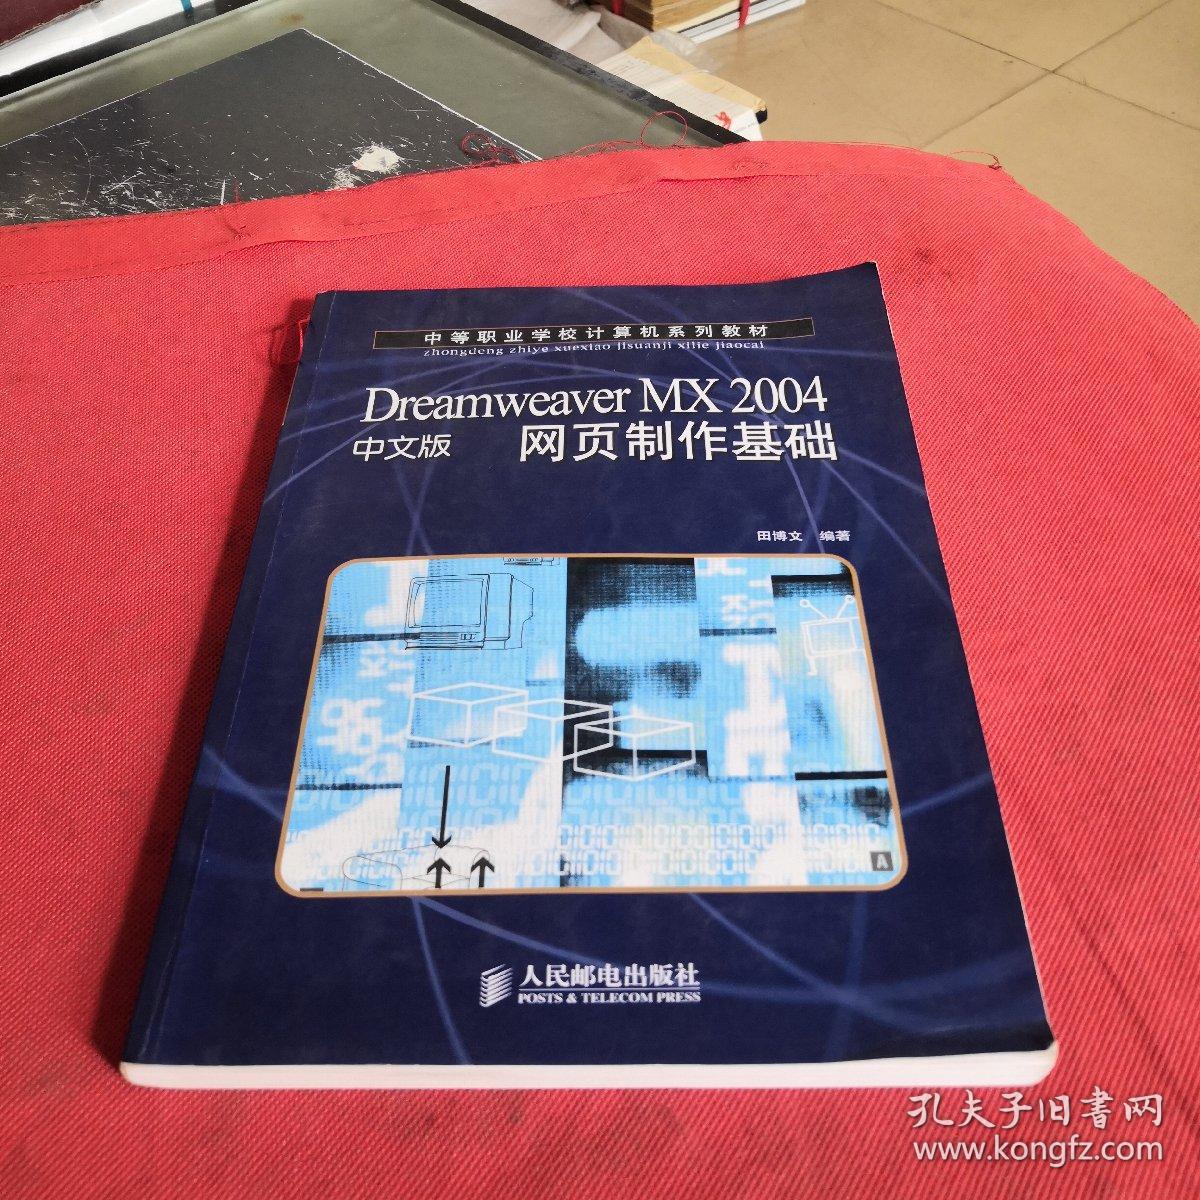 中等职业学校计算机系列教材
zhongdeng zhiye xuexiao jisuanji xilie jiaocai
Dreamweaver MX 2004
中文版 网页制作基础
田博文 编著
A
人民邮电出版社
POSTS & TELECOM PRESS
孔夫子旧书网
www.kongfz.com